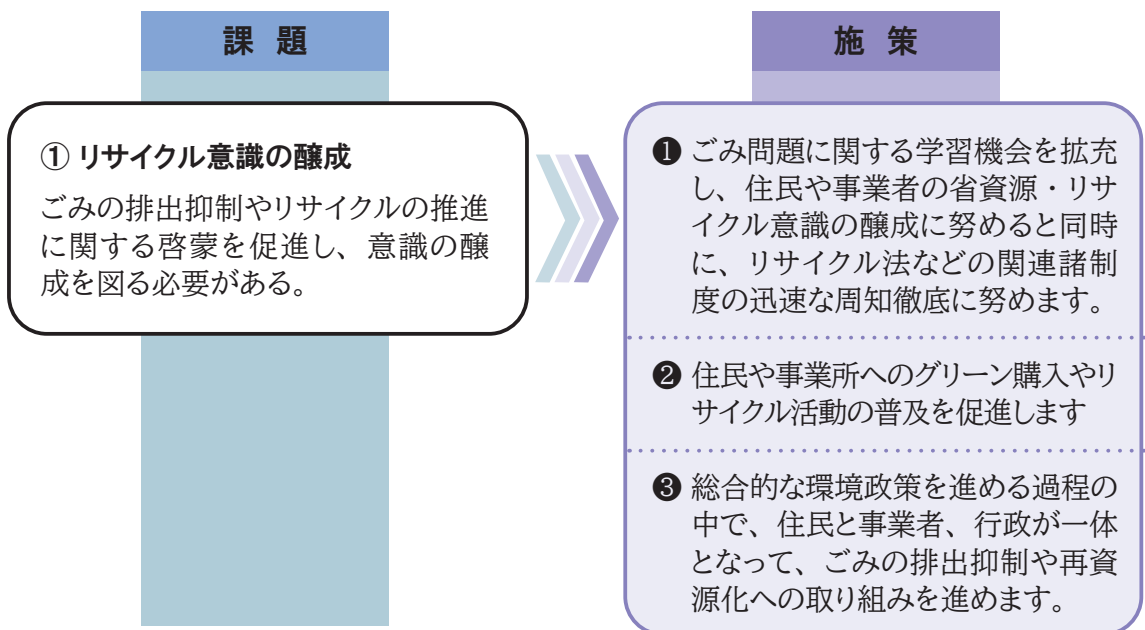 課 題
① リサイクル意識の醸成
ごみの排出抑制やリサイクルの推進
に関する啓蒙を促進し、意識の醸
成を図る必要がある。
施 策
❶ ごみ問題に関する学習機会を拡充
し、住民や事業者の省資源・リサ
イクル意識の醸成に努めると同時
に、リサイクル法などの関連諸制
度の迅速な周知徹底に努めます。
❷ 住民や事業所へのグリーン購入やリ
サイクル活動の普及を促進します
❸ 総合的な環境政策を進める過程の
中で、住民と事業者、行政が一体
となって、ごみの排出抑制や再資
源化への取り組みを進めます。